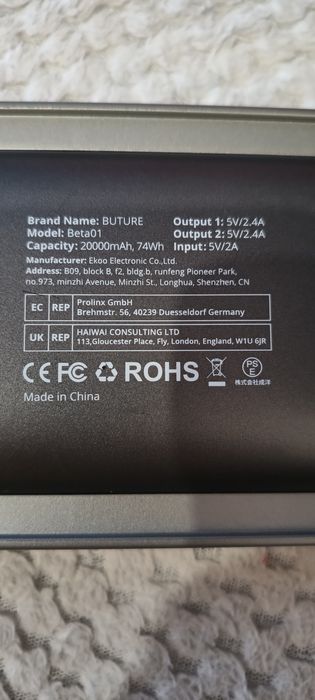 Brand Name: BUTURE Output 1: 5V/2.4A
Model: Beta01 Output 2: 5V/2.4A
Capacity: 20000mAh, 74Wh Input: 5V/2A
Manufacturer: Ekoo Electronic Co.,Ltd.
Address: B09, block B, f2, bldg.b, runfeng Pioneer Park,
no.973, minzhi Avenue, Minzhi St., Longhua, Shenzhen, CN
EC REP Prolinx GmbH
Brehmstr. 56, 40239 Duesseldorf Germany
UK REP HAIWAI CONSULTING LTD
113,Gloucester Place, Fly, London, England, W1U 6JR
CE FC ROHS PSE
株式会社成洋
Made in China